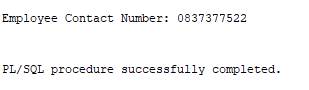 Employee Contact Number: 0837377522
PL/SQL procedure successfully completed.